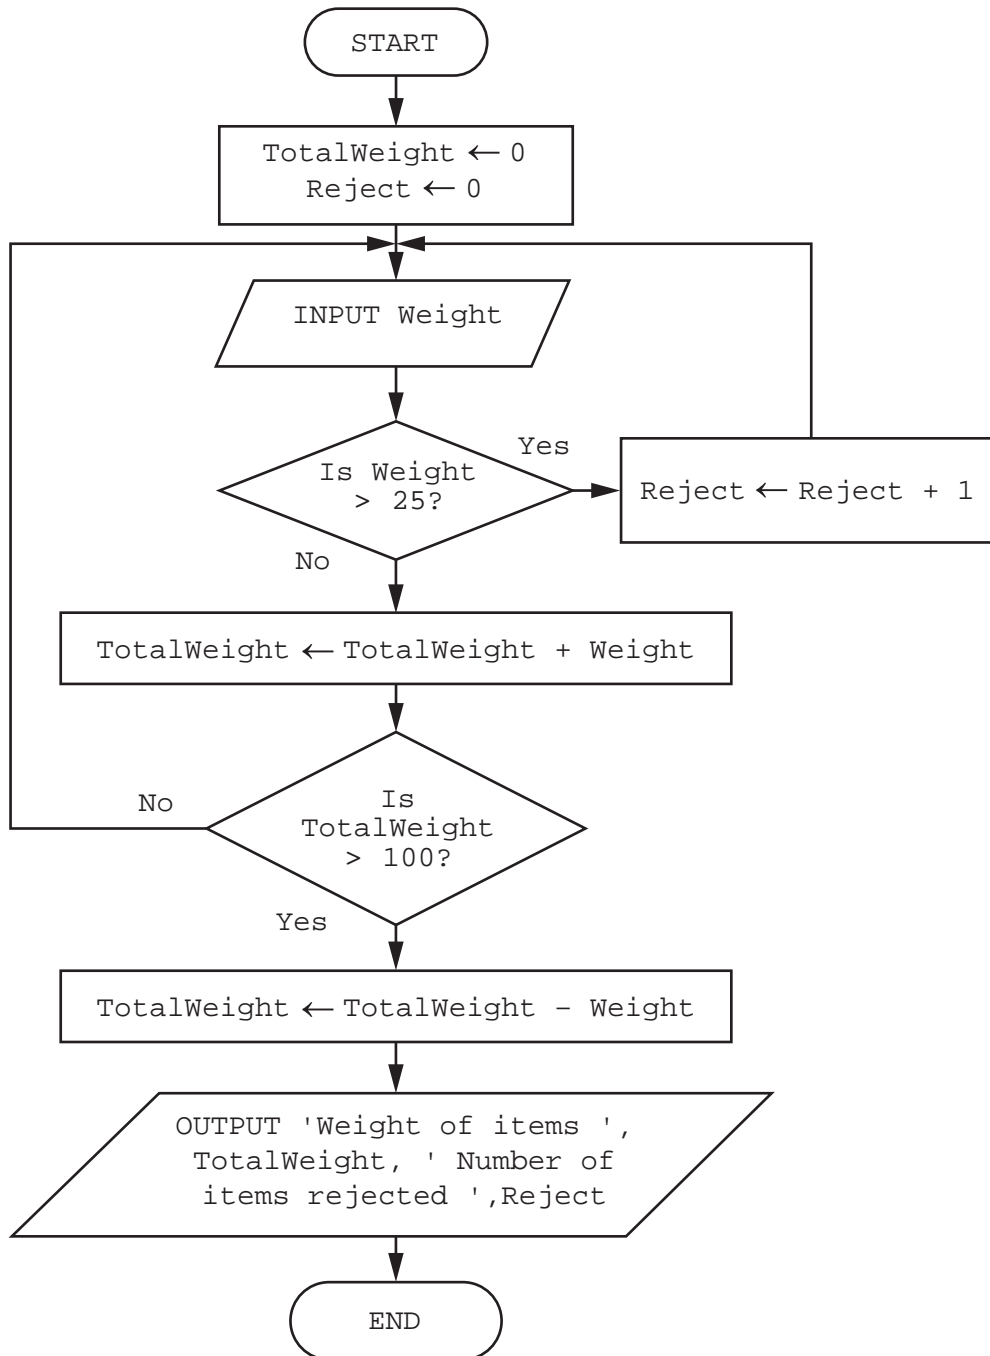 START
TotalWeight ← 0
Reject ← 0
INPUT Weight
Is Weight
> 25?
Yes
Reject ← Reject + 1
No
TotalWeight ← TotalWeight + Weight
Is
TotalWeight
> 100?
No
Yes
TotalWeight ← TotalWeight – Weight
OUTPUT 'Weight of items ',
TotalWeight, ' Number of
items rejected ',Reject
END